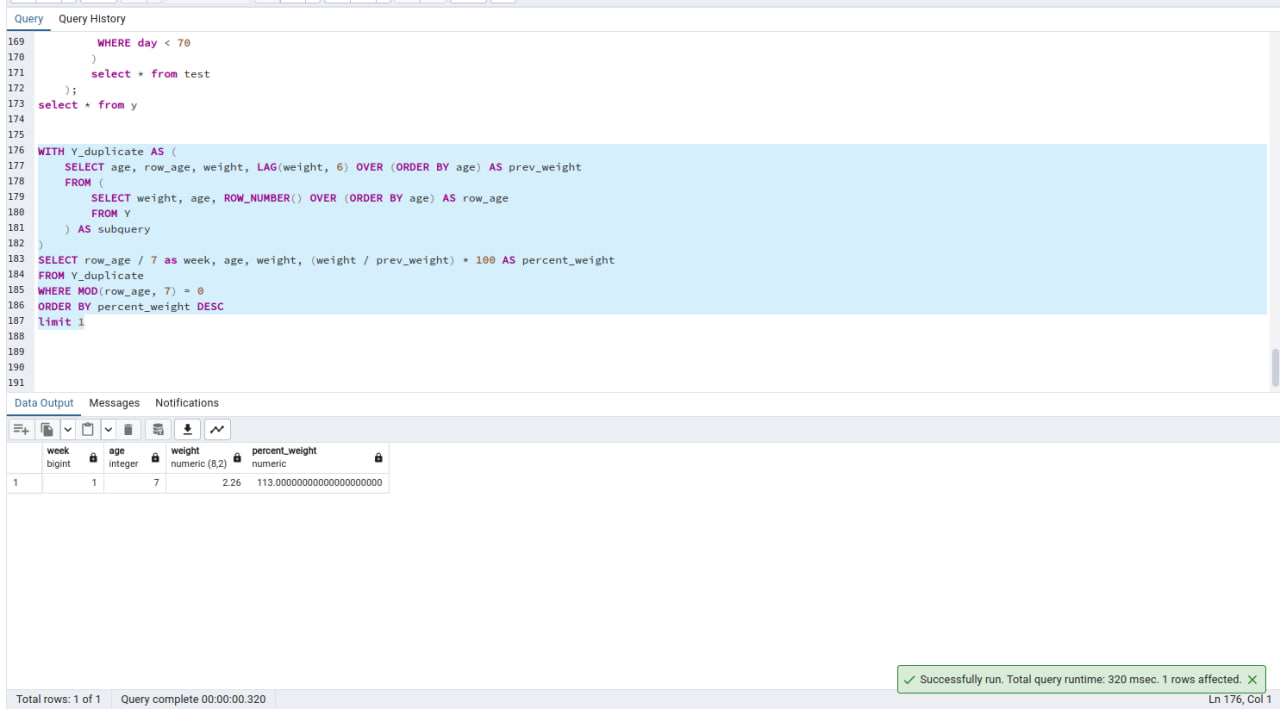 Query Query History
169 WHERE day < 70
170 )
171 select * from test
172 );
173 select * from y
174
175
176 WITH Y_duplicate AS (
177 SELECT age, row_age, weight, LAG(weight, 6) OVER (ORDER BY age) AS prev_weight
178 FROM (
179 SELECT weight, age, ROW_NUMBER() OVER (ORDER BY age) AS row_age
180 FROM Y
181 ) AS subquery
182 )
183 SELECT row_age / 7 as week, age, weight, (weight / prev_weight) * 100 AS percent_weight
184 FROM Y_duplicate
185 WHERE MOD(row_age, 7) = 0
186 ORDER BY percent_weight DESC
187 limit 1
188
189
190
191
Data Output Messages Notifications
week age weight percent_weight
bigint integer numeric (8,2) numeric
1 1 7 2.26 113.00000000000000000000
Successfully run. Total query runtime: 320 msec. 1 rows affected.
Total rows: 1 of 1 Query complete 00:00:00.320 Ln 176, Col 1